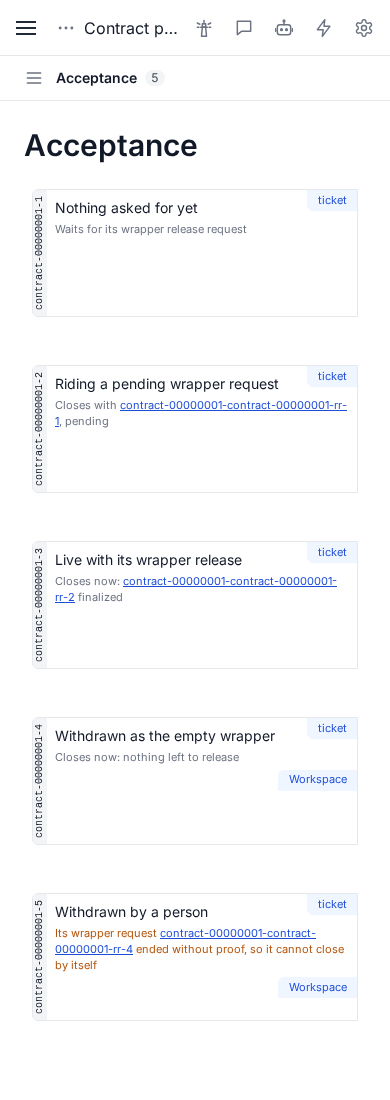 Contract p...
Acceptance 5
Acceptance
contract-00000001-1
ticket
Nothing asked for yet
Waits for its wrapper release request
contract-00000001-2
ticket
Riding a pending wrapper request
Closes with contract-00000001-contract-00000001-rr-
1, pending
contract-00000001-3
ticket
Live with its wrapper release
Closes now: contract-00000001-contract-00000001-
rr-2 finalized
contract-00000001-4
ticket
Withdrawn as the empty wrapper
Closes now: nothing left to release
Workspace
contract-00000001-5
ticket
Withdrawn by a person
Its wrapper request contract-00000001-contract-
00000001-rr-4 ended without proof, so it cannot close
by itself
Workspace